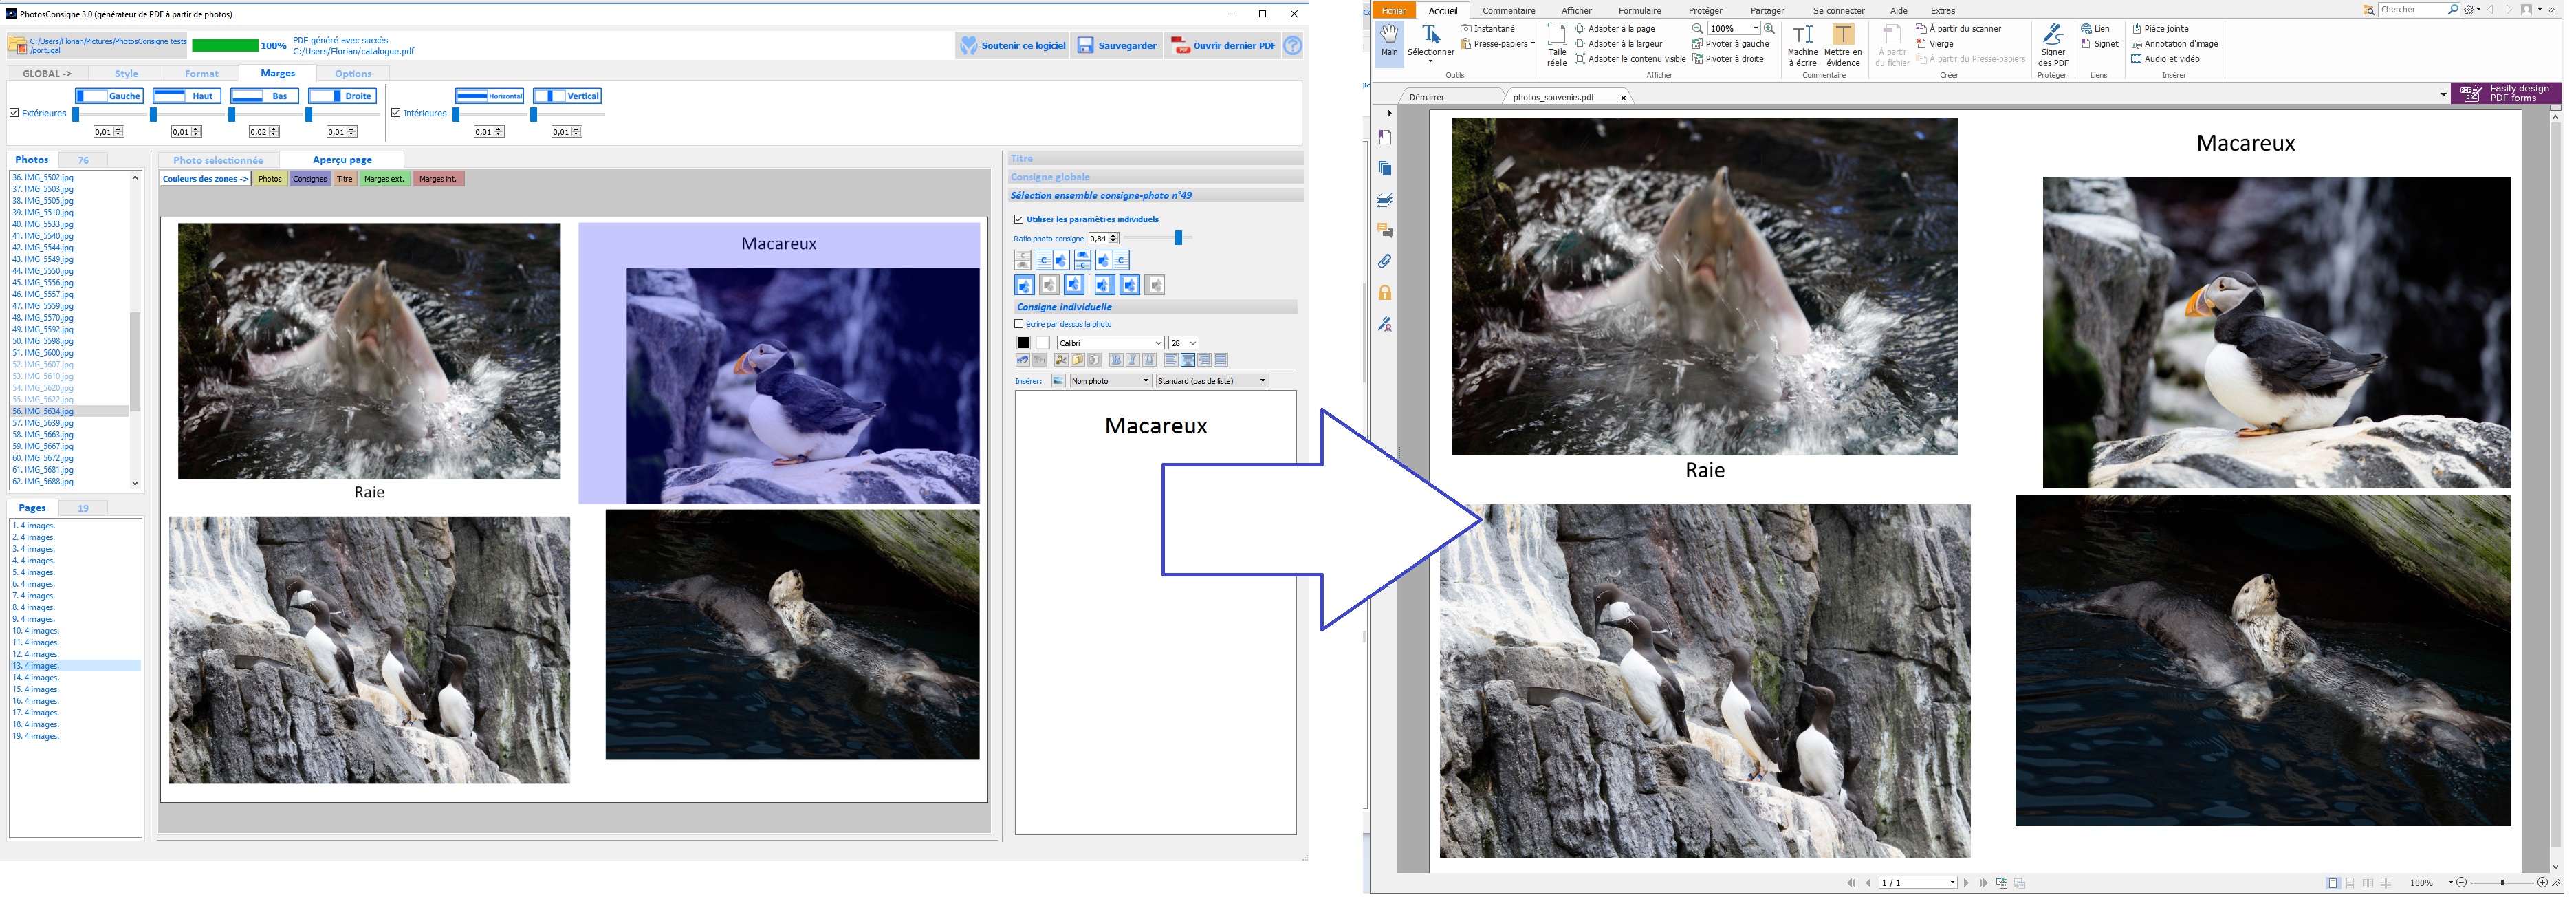 PhotosConsigne 3.0 (générateur de PDF à partir de photos)
C:/Users/Florian/Pictures/PhotosConsigne tests
/portugal
100%
PDF généré avec succès
C:/Users/Florian/catalogue.pdf
Soutenir ce logiciel
Sauvegarder
Ouvrir dernier PDF
GLOBAL ->
Style
Format
Marges
Options
Gauche
Haut
Bas
Droite
Horizontal
Vertical
Extérieures
Intérieures
0,01
0,01
0,02
0,01
0,01
0,01
Photos
76
36. IMG_5502.jpg
37. IMG_5503.jpg
38. IMG_5505.jpg
39. IMG_5510.jpg
40. IMG_5533.jpg
41. IMG_5540.jpg
42. IMG_5544.jpg
43. IMG_5549.jpg
44. IMG_5550.jpg
45. IMG_5556.jpg
46. IMG_5557.jpg
47. IMG_5559.jpg
48. IMG_5570.jpg
49. IMG_5592.jpg
50. IMG_5598.jpg
51. IMG_5600.jpg
52. IMG_5607.jpg
53. IMG_5610.jpg
54. IMG_5620.jpg
55. IMG_5622.jpg
56. IMG_5634.jpg
57. IMG_5639.jpg
58. IMG_5663.jpg
59. IMG_5667.jpg
60. IMG_5672.jpg
61. IMG_5681.jpg
62. IMG_5688.jpg
Pages
19
1. 4 images.
2. 4 images.
3. 4 images.
4. 4 images.
5. 4 images.
6. 4 images.
7. 4 images.
8. 4 images.
9. 4 images.
10. 4 images.
11. 4 images.
12. 4 images.
13. 4 images.
14. 4 images.
15. 4 images.
16. 4 images.
17. 4 images.
18. 4 images.
19. 4 images.
Photo selectionnée
Aperçu page
Couleurs des zones ->
Photos
Consignes
Titre
Marges ext.
Marges int.
Macareux
Raie
Titre
Consigne globale
Sélection ensemble consigne-photo n°49
Utiliser les paramètres individuels
Ratio photo-consigne
0,84
C
C
C
C
Consigne individuelle
écrire par dessus la photo
Calibri
28
B
I
U
Insérer:
Nom photo
Standard (pas de liste)
Macareux
Fichier
Accueil
Commentaire
Afficher
Formulaire
Protéger
Partager
Se connecter
Aide
Extras
Chercher
Main
Sélectionner
Instantané
Presse-papiers
Outils
Taille
réelle
Adapter à la page
Adapter à la largeur
Adapter le contenu visible
100%
Pivoter à gauche
Pivoter à droite
Afficher
Machine
à écrire
Mettre en
évidence
Commentaire
À partir
du fichier
À partir du scanner
Vierge
À partir du Presse-papiers
Créer
Signer
des PDF
Protéger
Lien
Signet
Liens
Pièce jointe
Annotation d'image
Audio et vidéo
Insérer
Démarrer
photos_souvenirs.pdf
Easily design
PDF forms
Macareux
Raie
1 / 1
100%